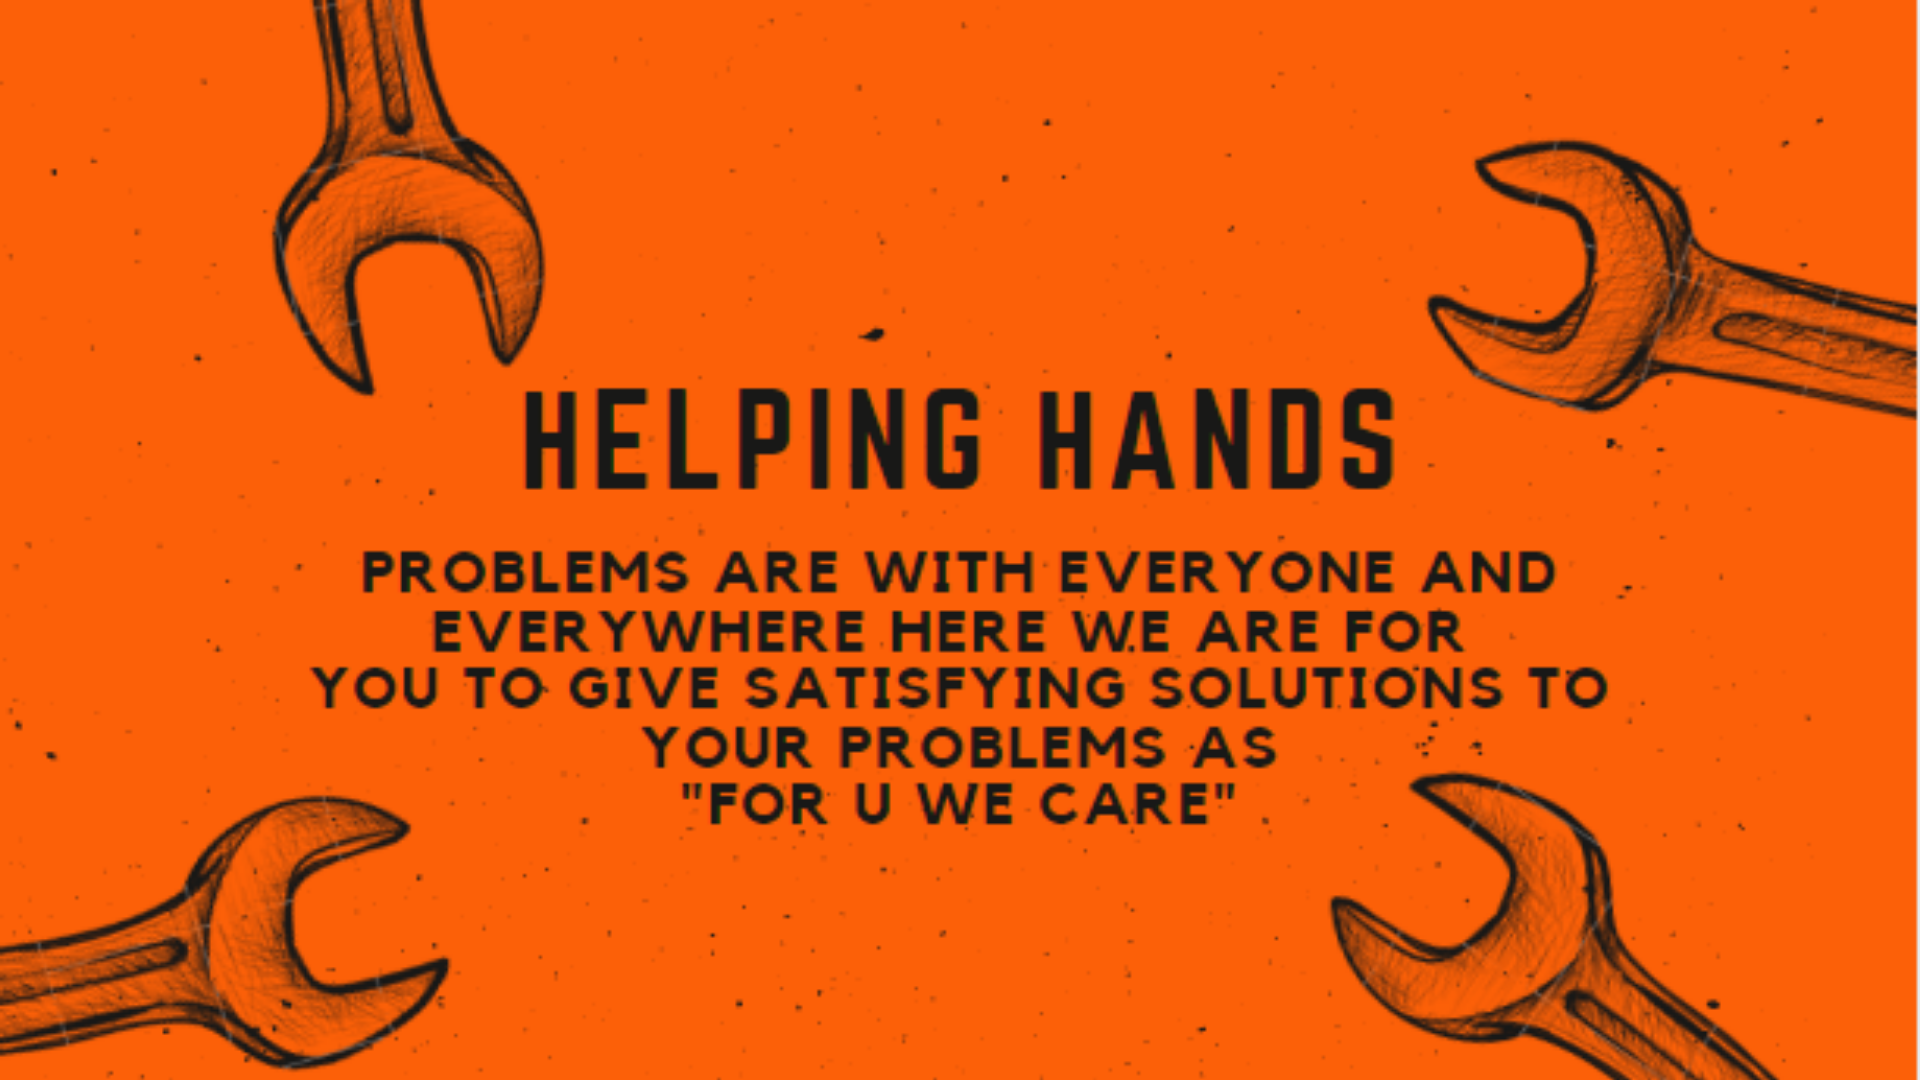 HELPING HANDS
PROBLEMS ARE WITH EVERYONE AND
EVERYWHERE HERE WE ARE FOR
YOU TO GIVE SATISFYING SOLUTIONS TO
YOUR PROBLEMS AS
"FOR U WE CARE"